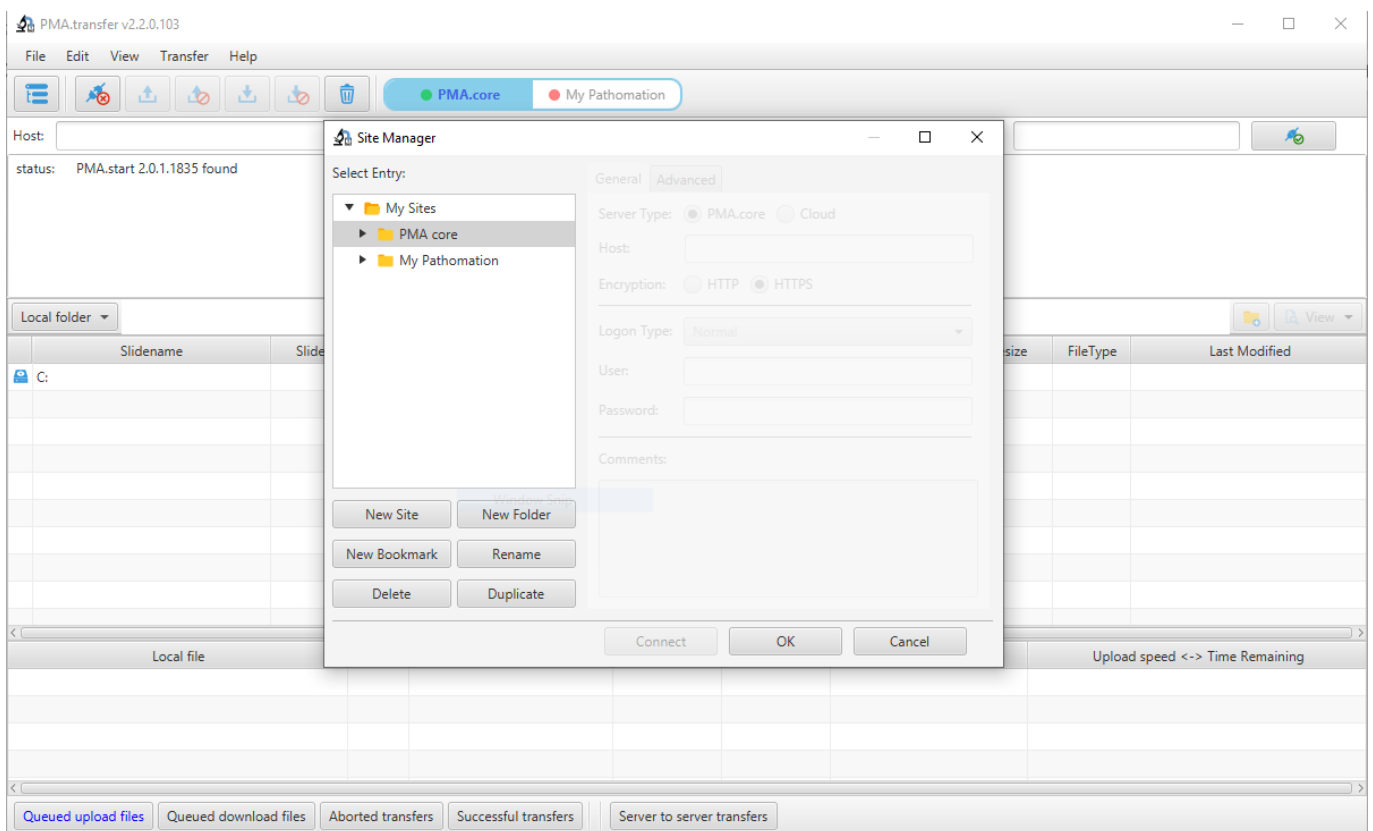 PMA.transfer v2.2.0.103
File Edit View Transfer Help
PMA.core My Pathomation
Host:
status: PMA.start 2.0.1.1835 found
Site Manager
Select Entry:
My Sites
PMA core
My Pathomation
New Site New Folder
New Bookmark Rename
Delete Duplicate
General Advanced
Server Type: PMA.core Cloud
Host:
Encryption: HTTP HTTPS
Logon Type: Normal
User:
Password:
Comments:
Window Snip
Connect OK Cancel
Local folder View
Slidename Slide size FileType Last Modified
C:
Local file Upload speed <-> Time Remaining
Queued upload files Queued download files Aborted transfers Successful transfers Server to server transfers